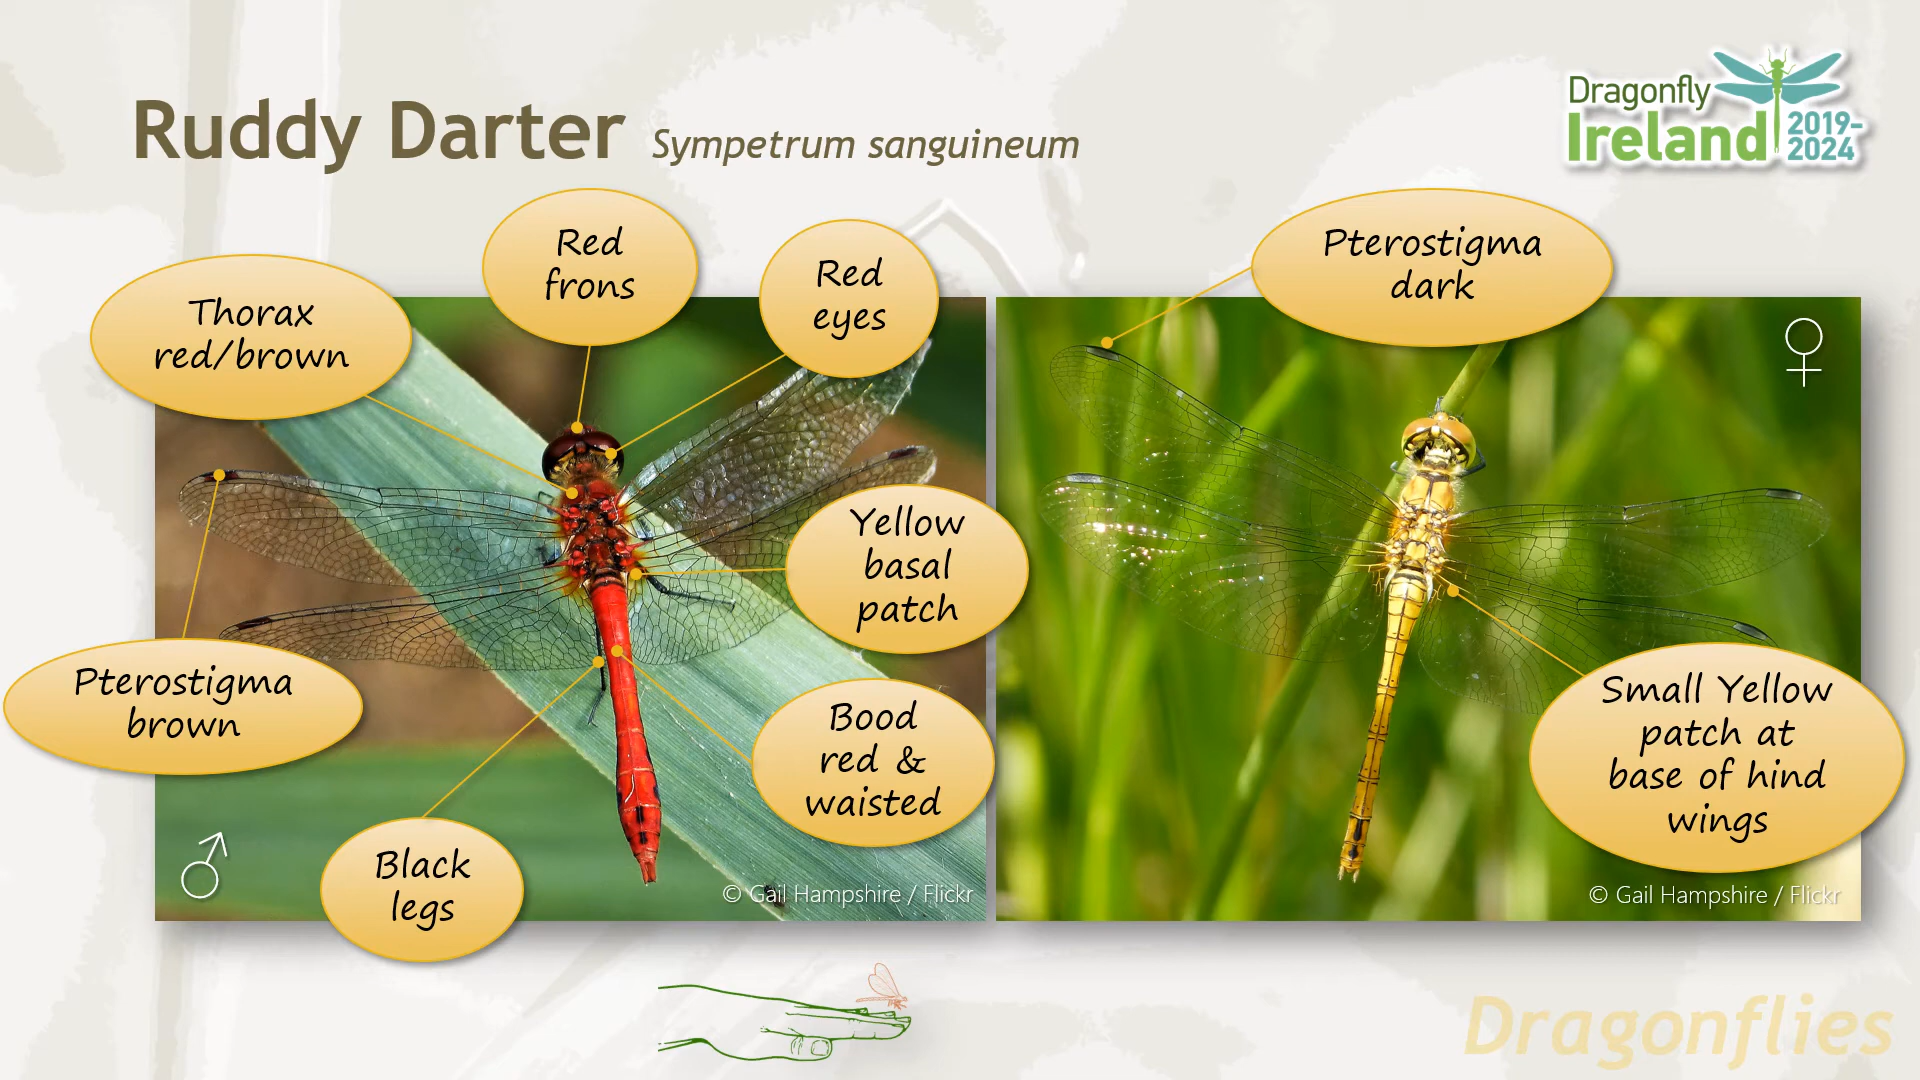 Ruddy Darter Sympetrum sanguineum
Dragonfly
Ireland
2019-
2024
Red
frons
Red
eyes
Thorax
red/brown
Pterostigma
dark
Yellow
basal
patch
Pterostigma
brown
Bood
red &
waisted
Small Yellow
patch at
base of hind
wings
Black
legs
© Gail Hampshire / Flickr
© Gail Hampshire / Flickr
Dragonflies